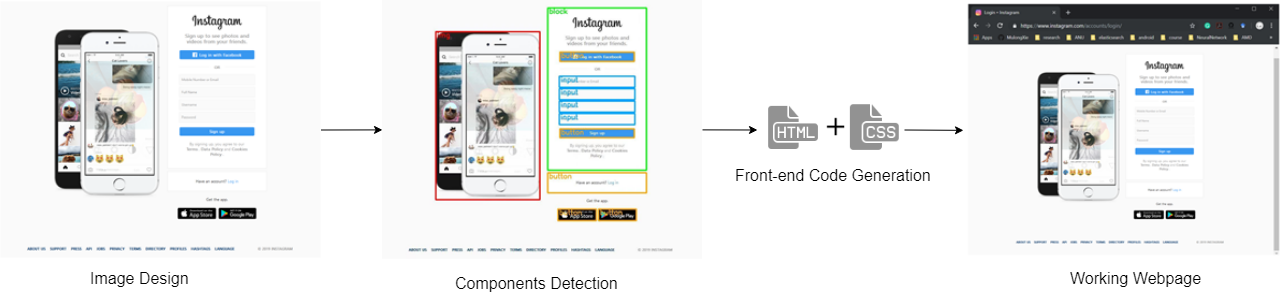 Instagram
Sign up to see photos and
videos from your friends.
Log in with Facebook
OR
Mobile Number or Email
Full Name
Username
Password
Sign up
By signing up, you agree to our
Terms , Data Policy and Cookies
Policy .
Have an account? Log in
Get the app.
App Store
Google Play
ABOUT US SUPPORT PRESS API JOBS PRIVACY TERMS DIRECTORY PROFILES HASHTAGS LANGUAGE
© 2019 INSTAGRAM
Image Design
block
Instagram
Sign up to see photos and
videos from your friends.
button
Log in with Facebook
OR
input
input
input
input
button
Sign up
By signing up, you agree to our
Terms , Data Policy and Cookies
Policy .
button
Have an account? Log in
Get the app.
App Store
Google Play
ABOUT US SUPPORT PRESS API JOBS PRIVACY TERMS DIRECTORY PROFILES HASHTAGS LANGUAGE
© 2019 INSTAGRAM
Components Detection
HTML
+
CSS
Front-end Code Generation
Login • Instagram
https://www.instagram.com/accounts/login/
Apps
research
ANU
elasticsearch
android
course
NeuralNetwork
Instagram
Sign up to see photos and
videos from your friends.
Log in with Facebook
OR
Sign up
By signing up, you agree to our
Terms , Data Policy and Cookies
Policy .
Have an account? Log in
Get the app.
App Store
Google Play
ABOUT US SUPPORT PRESS API JOBS PRIVACY TERMS DIRECTORY PROFILES HASHTAGS LANGUAGE
© 2019 INSTAGRAM
Working Webpage